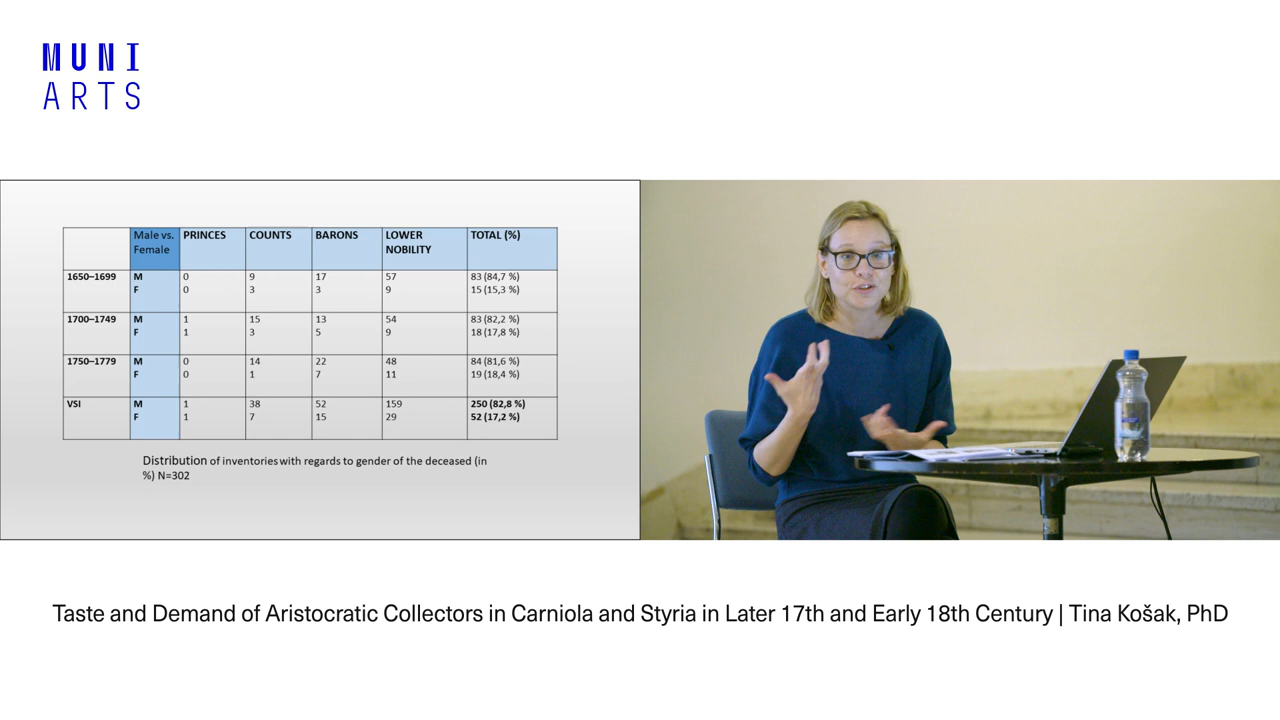 MUNI
ARTS
Male vs. Female PRINCES COUNTS BARONS LOWER NOBILITY TOTAL (%)
1650–1699 M 0 9 17 57 83 (84,7 %)
F 0 3 3 9 15 (15,3 %)
1700–1749 M 1 15 13 54 83 (82,2 %)
F 1 3 5 9 18 (17,8 %)
1750–1779 M 0 14 22 48 84 (81,6 %)
F 0 1 7 11 19 (18,4 %)
VSI M 1 38 52 159 250 (82,8 %)
F 1 7 15 29 52 (17,2 %)
Distribution of inventories with regards to gender of the deceased (in
%) N=302
Taste and Demand of Aristocratic Collectors in Carniola and Styria in Later 17th and Early 18th Century | Tina Košak, PhD